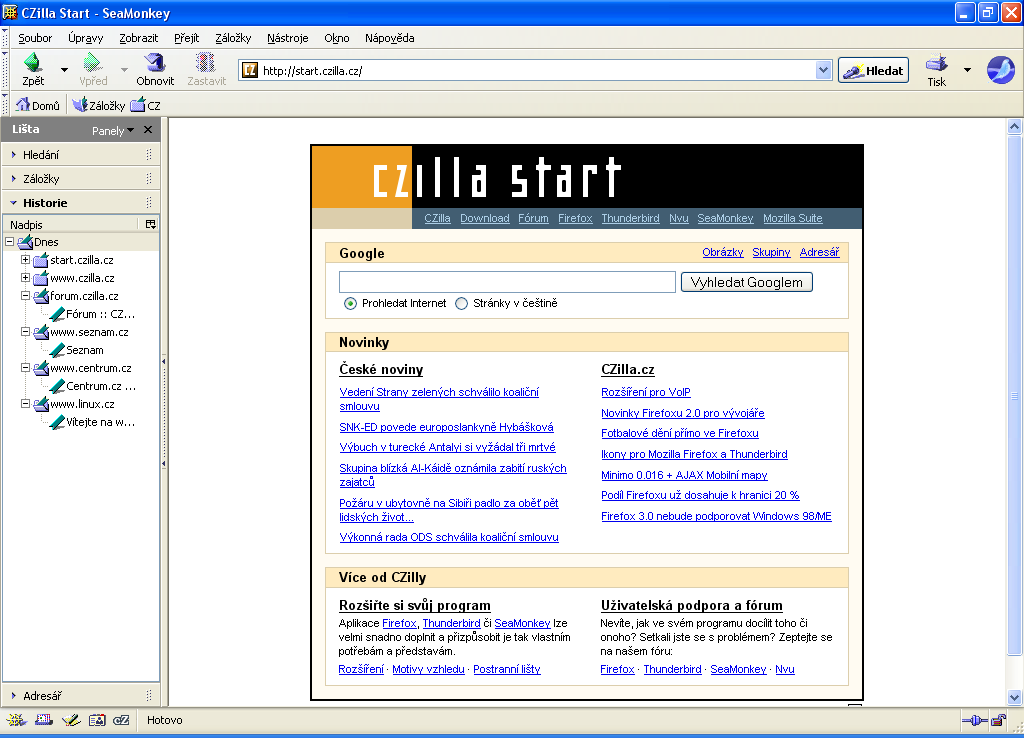 CZilla Start - SeaMonkey
Soubor Úpravy Zobrazit Přejít Záložky Nástroje Okno Nápověda
Zpět Vpřed Obnovit Zastavit http://start.czilla.cz/ Hledat Tisk
Domů Záložky CZ
Lišta Panely
Hledání
Záložky
Historie
Nadpis
Dnes
start.czilla.cz
www.czilla.cz
forum.czilla.cz
Fórum :: CZ...
www.seznam.cz
Seznam
www.centrum.cz
Centrum.cz ...
www.linux.cz
Vítejte na w...
Adresář
czilla start
CZilla Download Fórum Firefox Thunderbird Nvu SeaMonkey Mozilla Suite
Google Obrázky Skupiny Adresář
Vyhledat Googlem
Prohledat Internet Stránky v češtině
Novinky
České noviny
Vedení Strany zelených schválilo koaliční
smlouvu
SNK-ED povede europoslankyně Hybášková
Výbuch v turecké Antalyi si vyžádal tři mrtvé
Skupina blízká Al-Káidě oznámila zabití ruských
zajatců
Požáru v ubytovně na Sibiři padlo za oběť pět
lidských život...
Výkonná rada ODS schválila koaliční smlouvu
CZilla.cz
Rozšíření pro VoIP
Novinky Firefoxu 2.0 pro vývojáře
Fotbalové dění přímo ve Firefoxu
Ikony pro Mozilla Firefox a Thunderbird
Minimo 0.016 + AJAX Mobilní mapy
Podíl Firefoxu už dosahuje k hranici 20 %
Firefox 3.0 nebude podporovat Windows 98/ME
Více od CZilly
Rozšiřte si svůj program
Aplikace Firefox, Thunderbird či SeaMonkey lze
velmi snadno doplnit a přizpůsobit je tak vlastním
potřebám a představám.
Rozšíření · Motivy vzhledu · Postranní lišty
Uživatelská podpora a fórum
Nevíte, jak ve svém programu docílit toho či
onoho? Setkali jste se s problémem? Zeptejte se
na našem fóru:
Firefox · Thunderbird · SeaMonkey · Nvu
Hotovo